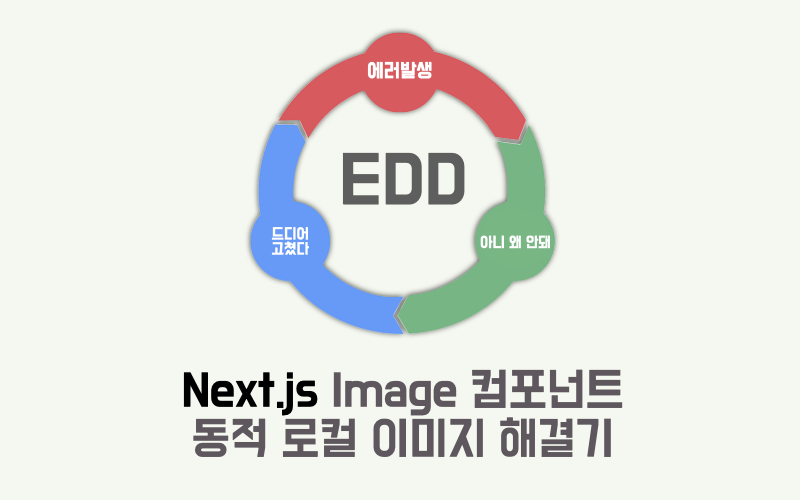 에러발생
EDD
드디어
고쳤다
아니 왜 안돼
Next.js Image 컴포넌트
동적 로컬 이미지 해결기